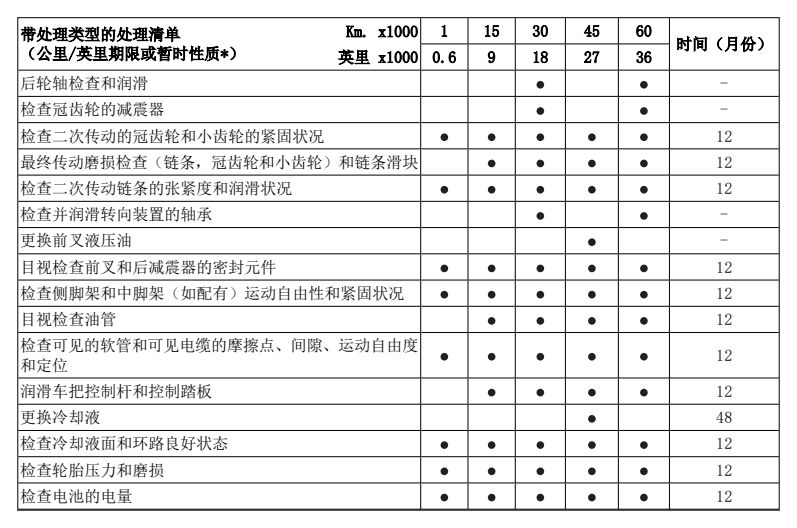 带处理类型的处理清单 Km. x1000 1 15 30 45 60 时间（月份）
（公里/英里期限或暂时性质*） 英里 x1000 0.6 9 18 27 36
后轮轴检查和润滑 ● ● -
检查冠齿轮的减震器 ● ● -
检查二次传动的冠齿轮和小齿轮的紧固状况 ● ● ● ● ● 12
最终传动磨损检查（链条，冠齿轮和小齿轮）和链条滑块 ● ● ● ● 12
检查二次传动链条的张紧度和润滑状况 ● ● ● ● ● 12
检查并润滑转向装置的轴承 ● ● -
更换前叉液压油 ● -
目视检查前叉和后减震器的密封元件 ● ● ● ● ● 12
检查侧脚架和中脚架（如配有）运动自由性和紧固状况 ● ● ● ● ● 12
目视检查油管 ● ● ● ● 12
检查可见的软管和可见电缆的摩擦点、间隙、运动自由度
和定位 ● ● ● ● ● 12
润滑车把控制杆和控制踏板 ● ● ● ● 12
更换冷却液 ● 48
检查冷却液面和环路良好状态 ● ● ● ● ● 12
检查轮胎压力和磨损 ● ● ● ● ● 12
检查电池的电量 ● ● ● ● ● 12